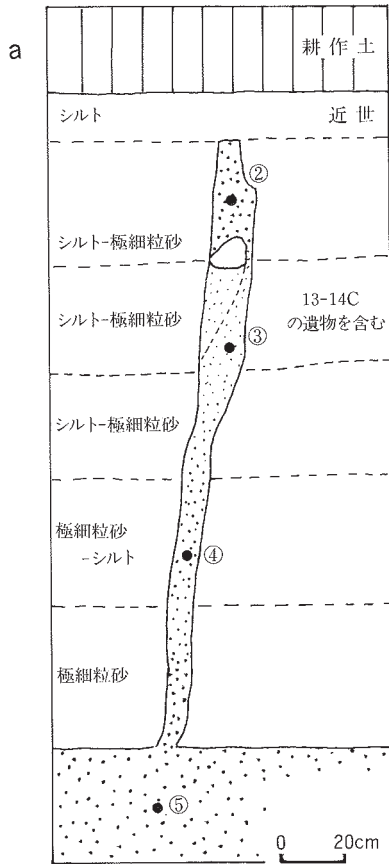 a
耕作土
シルト
近世
②
シルト-極細粒砂
シルト-極細粒砂
13-14C
の遺物を含む
③
シルト-極細粒砂
極細粒砂
-シルト
④
極細粒砂
⑤
0 20cm